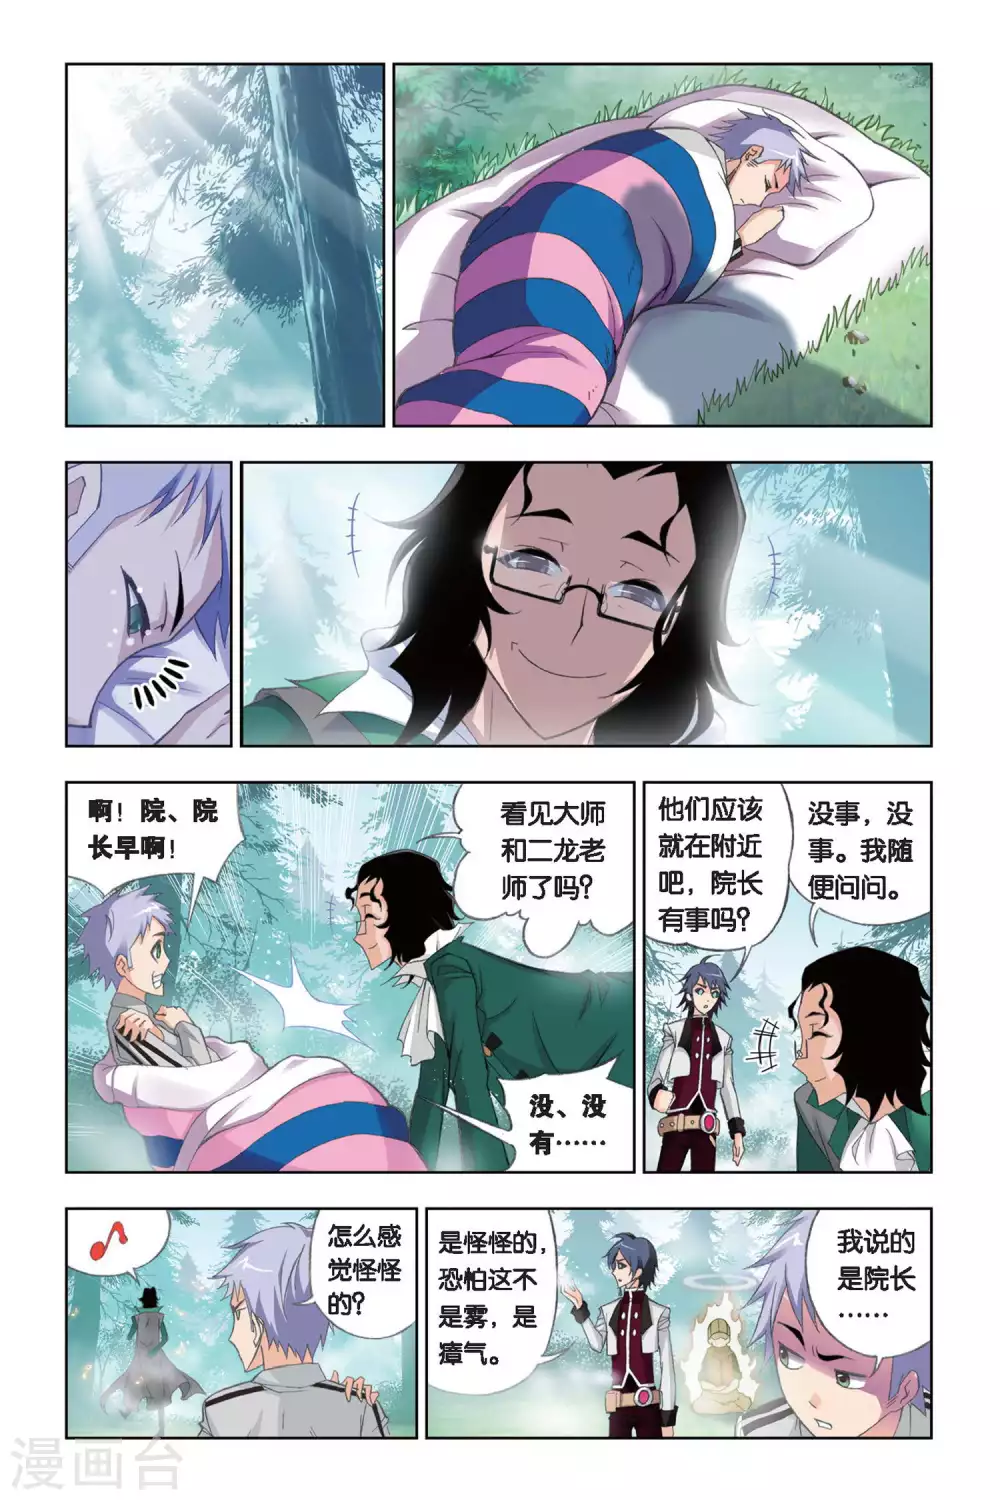 啊！院、院
长早啊！
看见大师
和二龙老
师了吗？
没、没
有……
他们应该
就在附近
吧，院长
有事吗？
没事，没
事。我随
便问问。
怎么感
觉怪怪
的？
是怪怪的，
恐怕这不
是雾，是
瘴气。
我说的
是院长
……
漫画台